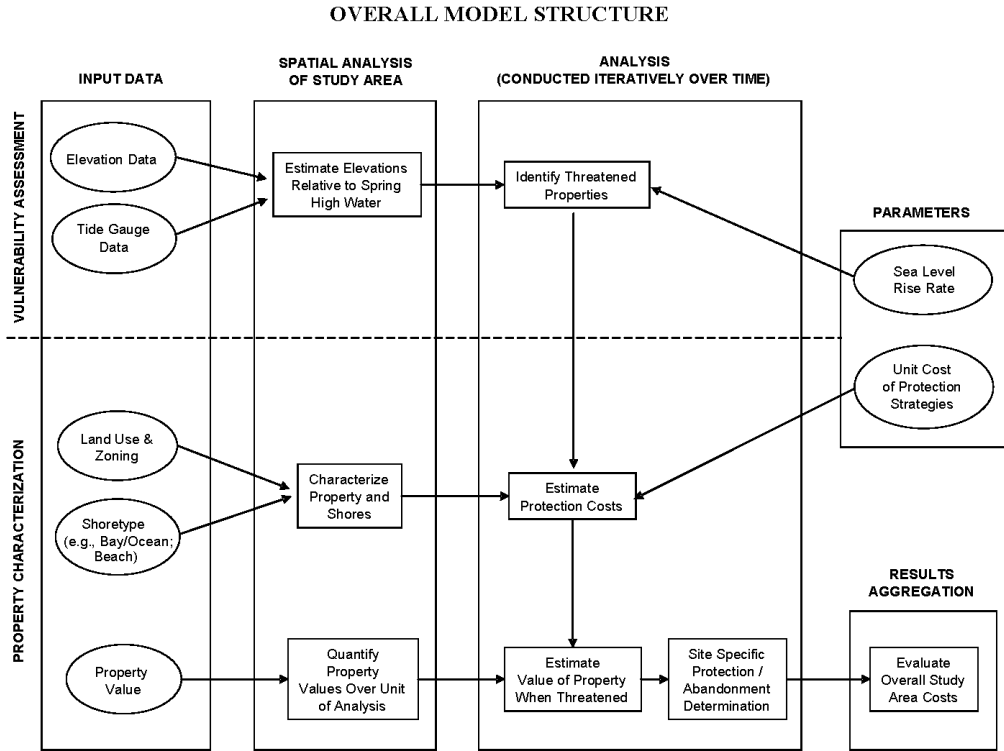 OVERALL MODEL STRUCTURE
INPUT DATA
SPATIAL ANALYSIS
OF STUDY AREA
ANALYSIS
(CONDUCTED ITERATIVELY OVER TIME)
VULNERABILITY ASSESSMENT
Elevation Data
Tide Gauge
Data
Estimate Elevations
Relative to Spring
High Water
Identify Threatened
Properties
PARAMETERS
Sea Level
Rise Rate
Unit Cost
of Protection
Strategies
PROPERTY CHARACTERIZATION
Land Use &
Zoning
Shoretype
(e.g., Bay/Ocean;
Beach)
Characterize
Property and
Shores
Estimate
Protection Costs
Property
Value
Quantify
Property
Values Over Unit
of Analysis
Estimate
Value of Property
When Threatened
Site Specific
Protection /
Abandonment
Determination
RESULTS
AGGREGATION
Evaluate
Overall Study
Area Costs